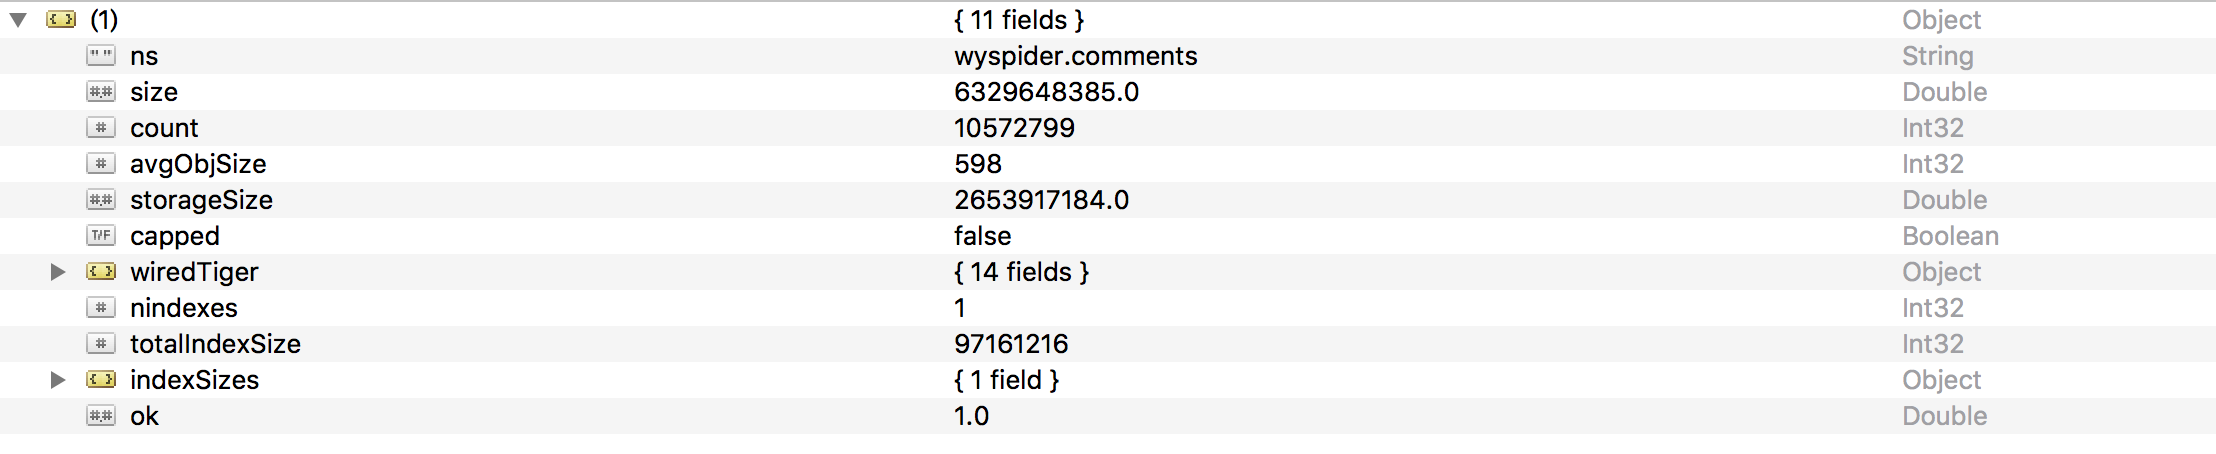 (1) { 11 fields } Object
"" ns wyspider.comments String
#.# size 6329648385.0 Double
# count 10572799 Int32
# avgObjSize 598 Int32
#.# storageSize 2653917184.0 Double
T/F capped false Boolean
{ } wiredTiger { 14 fields } Object
# nindexes 1 Int32
# totalIndexSize 97161216 Int32
{ } indexSizes { 1 field } Object
#.# ok 1.0 Double